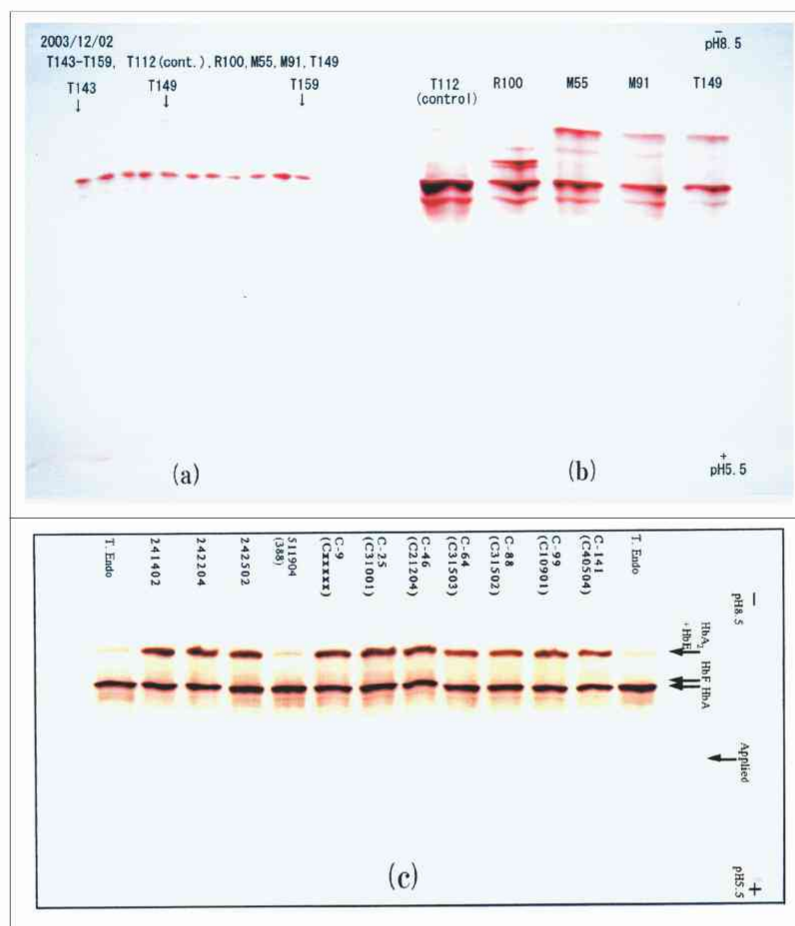 2003/12/02
T143-T159, T112(cont.), R100, M55, M91, T149
T143
T149
T159
T112
(control)
R100
M55
M91
T149
−
pH8.5
+
pH5.5
(a)
(b)
T. Endo
241402
242204
242502
511904
(388)
C-9
(Cxxxxx)
C-25
(C31001)
C-46
(C21204)
C-64
(C31503)
C-88
(C31502)
C-99
(C10901)
C-141
(C40504)
T. Endo
−
pH8.5
HbA2
+HbE
HbF
HbA
Applied
+
pH5.5
(c)